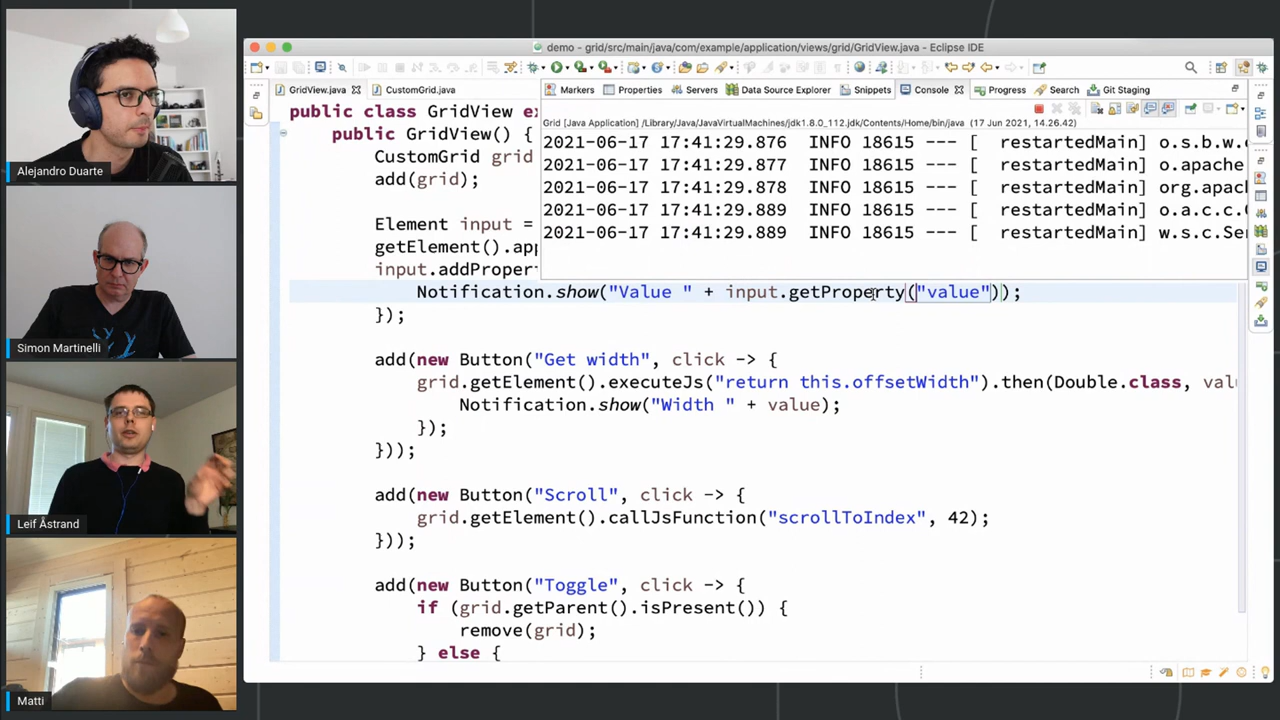 Alejandro Duarte
Simon Martinelli
Leif Åstrand
Matti
demo - grid/src/main/java/com/example/application/views/grid/GridView.java - Eclipse IDE
GridView.java
CustomGrid.java
Markers
Properties
Servers
Data Source Explorer
Snippets
Console
Progress
Search
Git Staging
Grid [Java Application] /Library/Java/JavaVirtualMachines/jdk1.8.0_112.jdk/Contents/Home/bin/java (17 Jun 2021, 14.26.42)
2021-06-17 17:41:29.876  INFO 18615 --- [  restartedMain] o.s.b.w.
2021-06-17 17:41:29.877  INFO 18615 --- [  restartedMain] o.apache
2021-06-17 17:41:29.878  INFO 18615 --- [  restartedMain] org.apac
2021-06-17 17:41:29.889  INFO 18615 --- [  restartedMain] o.a.c.c.
2021-06-17 17:41:29.889  INFO 18615 --- [  restartedMain] w.s.c.Se
public class GridView e
public GridView() {
CustomGrid grid
add(grid);
Element input =
getElement().app
input.addProper
Notification.show("Value " + input.getProperty("value"));
});
add(new Button("Get width", click -> {
grid.getElement().executeJs("return this.offsetWidth").then(Double.class, valu
Notification.show("Width " + value);
});
}));
add(new Button("Scroll", click -> {
grid.getElement().callJsFunction("scrollToIndex", 42);
}));
add(new Button("Toggle", click -> {
if (grid.getParent().isPresent()) {
remove(grid);
} else {